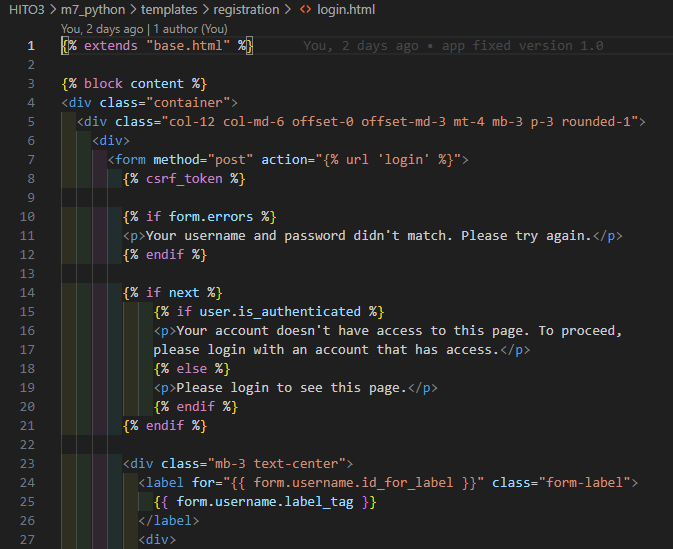 HITO3 > m7_python > templates > registration > <> login.html
You, 2 days ago | 1 author (You)
1 {% extends "base.html" %} You, 2 days ago • app fixed version 1.0
2
3 {% block content %}
4 <div class="container">
5 <div class="col-12 col-md-6 offset-0 offset-md-3 mt-4 mb-3 p-3 rounded-1">
6 <div>
7 <form method="post" action="{% url 'login' %}">
8 {% csrf_token %}
9
10 {% if form.errors %}
11 <p>Your username and password didn't match. Please try again.</p>
12 {% endif %}
13
14 {% if next %}
15 {% if user.is_authenticated %}
16 <p>Your account doesn't have access to this page. To proceed,
17 please login with an account that has access.</p>
18 {% else %}
19 <p>Please login to see this page.</p>
20 {% endif %}
21 {% endif %}
22
23 <div class="mb-3 text-center">
24 <label for="{{ form.username.id_for_label }}" class="form-label">
25 {{ form.username.label_tag }}
26 </label>
27 <div>